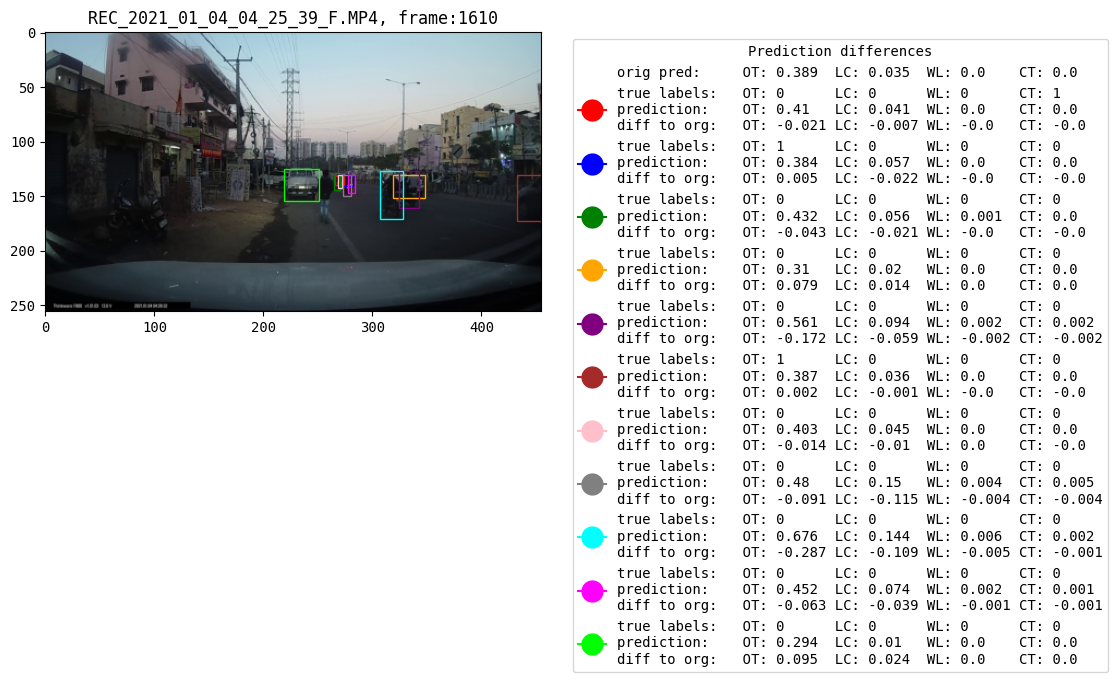 REC_2021_01_04_04_25_39_F.MP4, frame:1610
0
50
100
150
200
250
0
100
200
300
400
Prediction differences
orig pred: OT: 0.389 LC: 0.035 WL: 0.0 CT: 0.0
true labels: OT: 0 LC: 0 WL: 0 CT: 1
prediction: OT: 0.41 LC: 0.041 WL: 0.0 CT: 0.0
diff to org: OT: -0.021 LC: -0.007 WL: -0.0 CT: -0.0
true labels: OT: 1 LC: 0 WL: 0 CT: 0
prediction: OT: 0.384 LC: 0.057 WL: 0.0 CT: 0.0
diff to org: OT: 0.005 LC: -0.022 WL: -0.0 CT: -0.0
true labels: OT: 0 LC: 0 WL: 0 CT: 0
prediction: OT: 0.432 LC: 0.056 WL: 0.001 CT: 0.0
diff to org: OT: -0.043 LC: -0.021 WL: -0.0 CT: -0.0
true labels: OT: 0 LC: 0 WL: 0 CT: 0
prediction: OT: 0.31 LC: 0.02 WL: 0.0 CT: 0.0
diff to org: OT: 0.079 LC: 0.014 WL: 0.0 CT: 0.0
true labels: OT: 0 LC: 0 WL: 0 CT: 0
prediction: OT: 0.561 LC: 0.094 WL: 0.002 CT: 0.002
diff to org: OT: -0.172 LC: -0.059 WL: -0.002 CT: -0.002
true labels: OT: 1 LC: 0 WL: 0 CT: 0
prediction: OT: 0.387 LC: 0.036 WL: 0.0 CT: 0.0
diff to org: OT: 0.002 LC: -0.001 WL: -0.0 CT: -0.0
true labels: OT: 0 LC: 0 WL: 0 CT: 0
prediction: OT: 0.403 LC: 0.045 WL: 0.0 CT: 0.0
diff to org: OT: -0.014 LC: -0.01 WL: 0.0 CT: -0.0
true labels: OT: 0 LC: 0 WL: 0 CT: 0
prediction: OT: 0.48 LC: 0.15 WL: 0.004 CT: 0.005
diff to org: OT: -0.091 LC: -0.115 WL: -0.004 CT: -0.004
true labels: OT: 0 LC: 0 WL: 0 CT: 0
prediction: OT: 0.676 LC: 0.144 WL: 0.006 CT: 0.002
diff to org: OT: -0.287 LC: -0.109 WL: -0.005 CT: -0.001
true labels: OT: 0 LC: 0 WL: 0 CT: 0
prediction: OT: 0.452 LC: 0.074 WL: 0.002 CT: 0.001
diff to org: OT: -0.063 LC: -0.039 WL: -0.001 CT: -0.001
true labels: OT: 0 LC: 0 WL: 0 CT: 0
prediction: OT: 0.294 LC: 0.01 WL: 0.0 CT: 0.0
diff to org: OT: 0.095 LC: 0.024 WL: 0.0 CT: 0.0